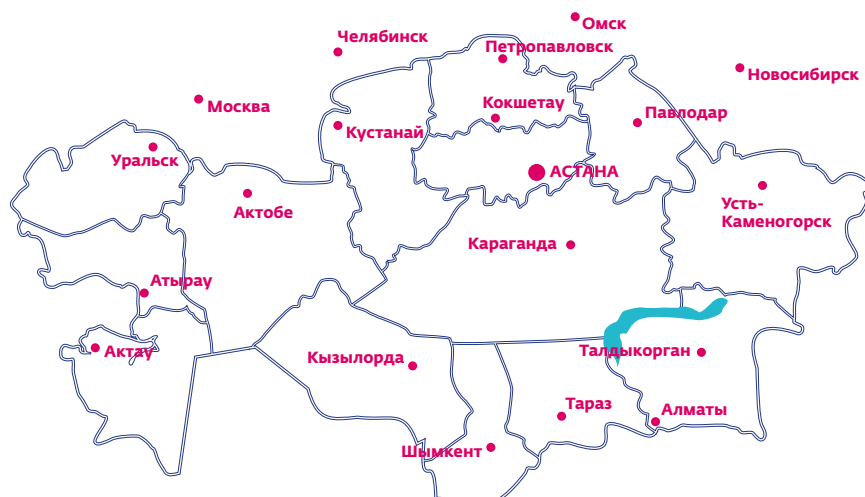 Омск
Челябинск
Петропавловск
Новосибирск
Москва
Кокшетау
Павлодар
Кустанай
Уральск
АСТАНА
Актобе
Усть-
Каменогорск
Караганда
Атырау
Актау
Кызылорда
Талдыкорган
Тараз
Алматы
Шымкент